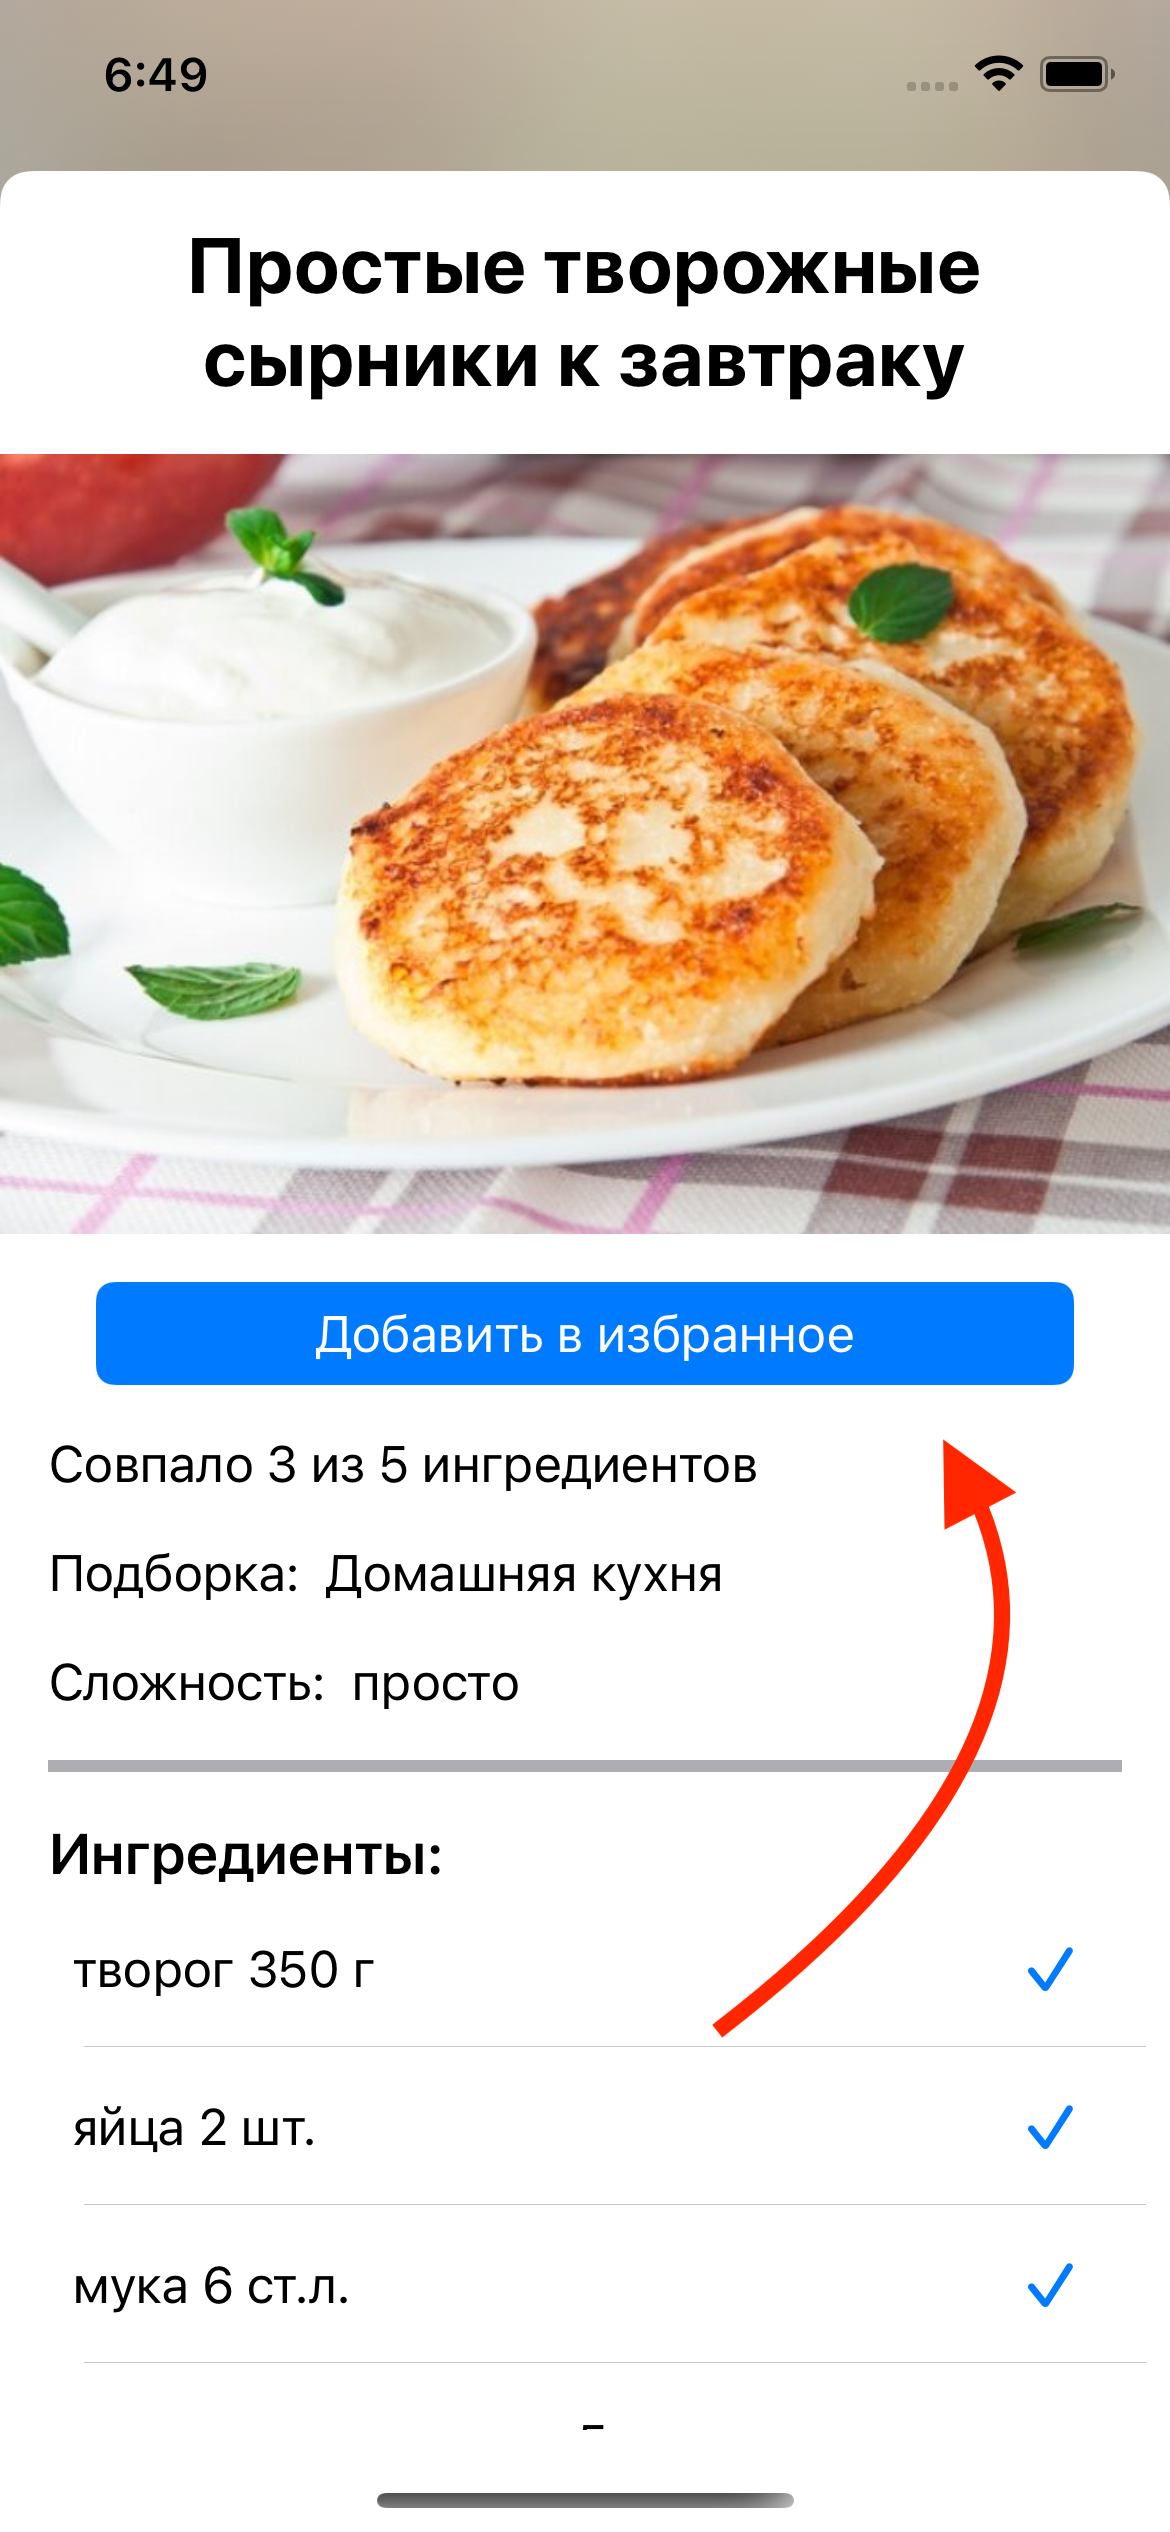 6:49
Простые творожные
сырники к завтраку
Добавить в избранное
Совпало 3 из 5 ингредиентов
Подборка: Домашняя кухня
Сложность: просто
Ингредиенты:
творог 350 г
яйца 2 шт.
мука 6 ст.л.